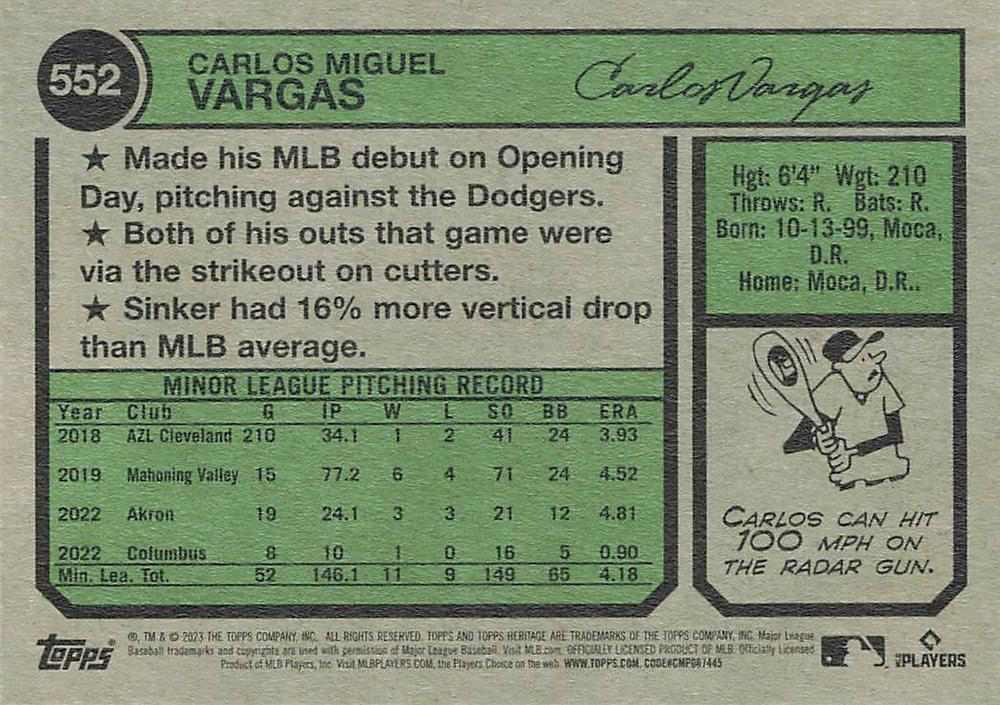 552
CARLOS MIGUEL
VARGAS
Carlos Vargas
★ Made his MLB debut on Opening
Day, pitching against the Dodgers.
★ Both of his outs that game were
via the strikeout on cutters.
★ Sinker had 16% more vertical drop
than MLB average.
Hgt: 6'4" Wgt: 210
Throws: R. Bats: R.
Born: 10-13-99, Moca,
D.R.
Home: Moca, D.R..
MINOR LEAGUE PITCHING RECORD
Year Club G IP W L SO BB ERA
2018 AZL Cleveland 210 34.1 1 2 41 24 3.93
2019 Mahoning Valley 15 77.2 6 4 71 24 4.52
2022 Akron 19 24.1 3 3 21 12 4.81
2022 Columbus 8 10 1 0 16 5 0.90
Min. Lea. Tot. 52 146.1 11 9 149 65 4.18
CARLOS CAN HIT
100 MPH ON
THE RADAR GUN.
Topps®
®, TM & © 2023 THE TOPPS COMPANY, INC. ALL RIGHTS RESERVED. TOPPS AND TOPPS HERITAGE ARE TRADEMARKS OF THE TOPPS COMPANY, INC. Major League
Baseball trademarks and copyrights are used with permission of Major League Baseball. Visit MLB.com. OFFICIALLY LICENSED PRODUCT OF MLB. Officially Licensed
Product of MLB Players, Inc. Visit MLBPLAYERS.COM, the Players Choice on the web. WWW.TOPPS.COM. CODE#CMP087445
PLAYERS